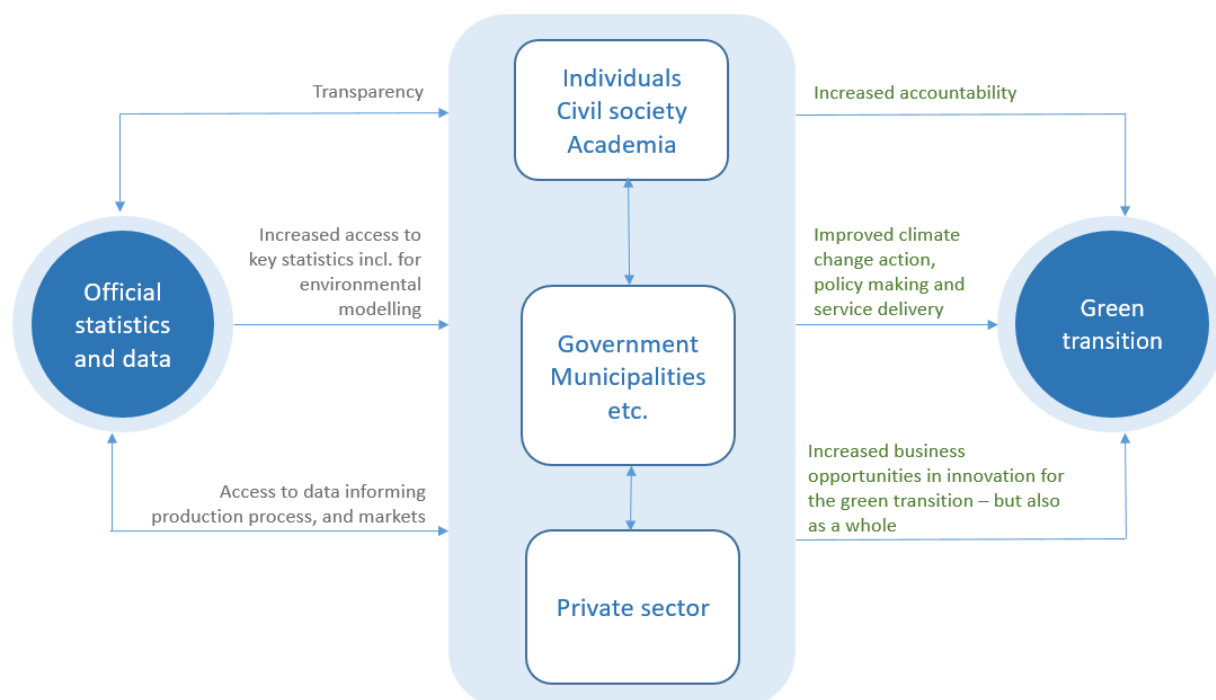 Individuals
Civil society
Academia
Transparency
Increased accountability
Increased access to
key statistics incl. for
environmental
modelling
Improved climate
change action,
policy making and
service delivery
Official
statistics
and data
Government
Municipalities
etc.
Green
transition
Access to data informing
production process, and markets
Increased business
opportunities in innovation for
the green transition – but also
as a whole
Private sector